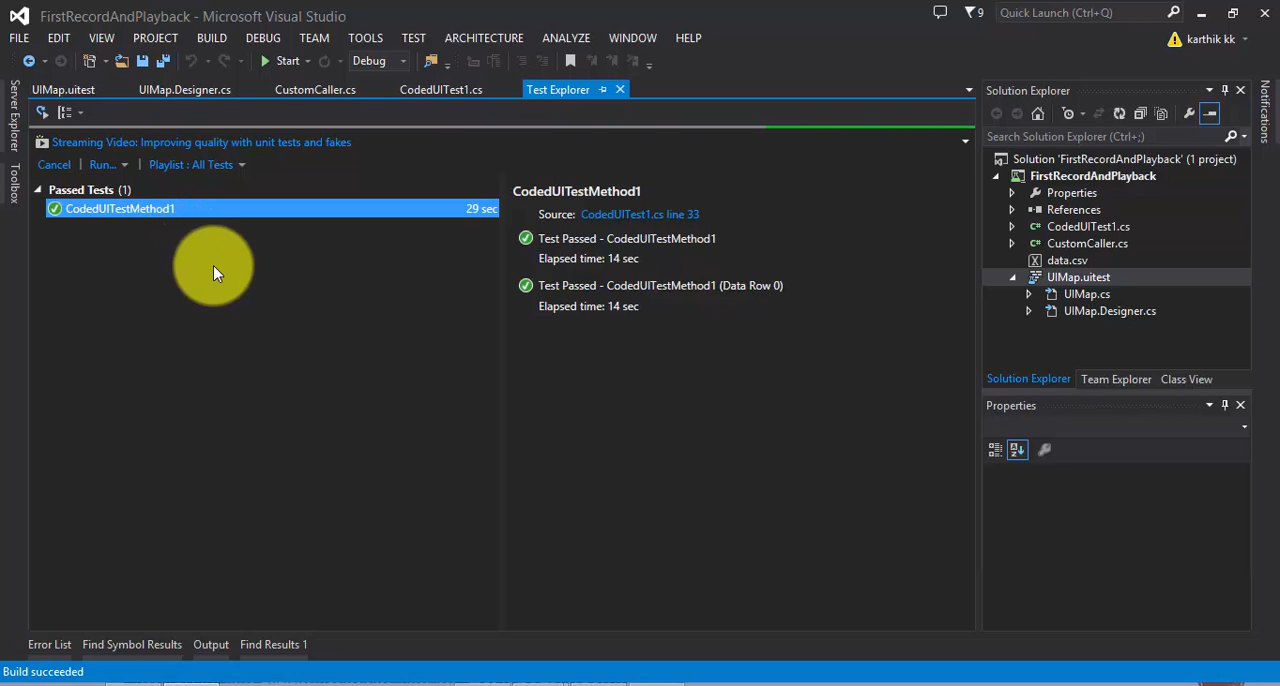 FirstRecordAndPlayback - Microsoft Visual Studio
9
Quick Launch (Ctrl+Q)
FILE EDIT VIEW PROJECT BUILD DEBUG TEAM TOOLS TEST ARCHITECTURE ANALYZE WINDOW HELP
karthik kk
Start
Debug
Server Explorer
Toolbox
UIMap.uitest UIMap.Designer.cs CustomCaller.cs CodedUITest1.cs Test Explorer
Streaming Video: Improving quality with unit tests and fakes
Cancel | Run... | Playlist : All Tests
Passed Tests (1)
CodedUITestMethod1 29 sec
CodedUITestMethod1
Source: CodedUITest1.cs line 33
Test Passed - CodedUITestMethod1
Elapsed time: 14 sec
Test Passed - CodedUITestMethod1 (Data Row 0)
Elapsed time: 14 sec
Solution Explorer
Search Solution Explorer (Ctrl+;)
Solution 'FirstRecordAndPlayback' (1 project)
FirstRecordAndPlayback
Properties
References
CodedUITest1.cs
CustomCaller.cs
data.csv
UIMap.uitest
UIMap.cs
UIMap.Designer.cs
Solution Explorer Team Explorer Class View
Properties
Notifications
Error List Find Symbol Results Output Find Results 1
Build succeeded